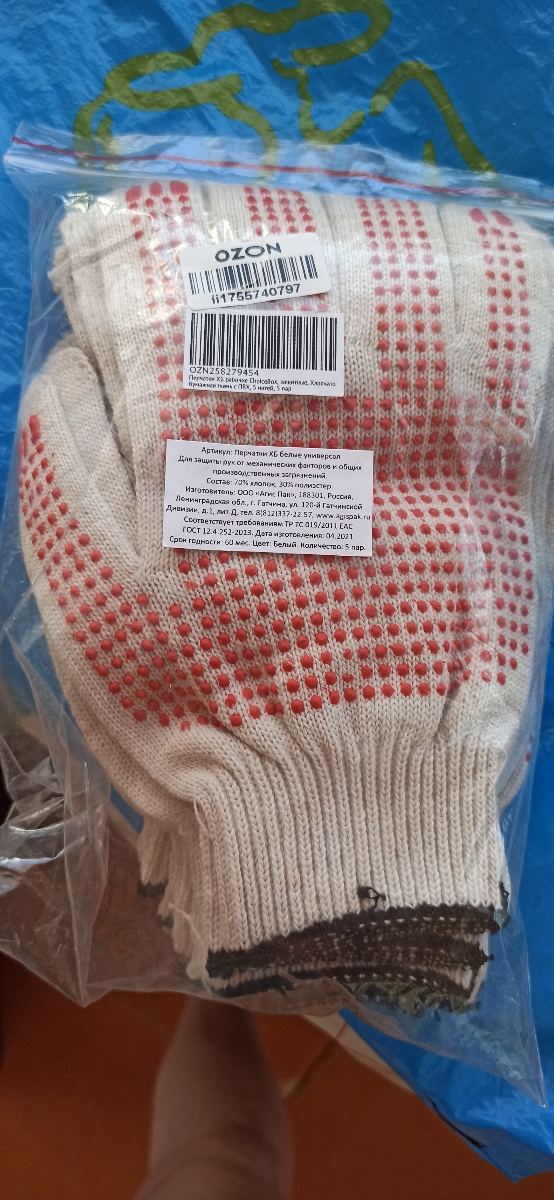 OZON
ii1755740797
OZN258279454
Перчатки ХБ рабочие ChoiceBox, защитные, Хлопчато
бумажная ткань с ПВХ, 5 нитей, 5 пар
Артикул: Перчатки ХБ белые универсал
Для защиты рук от механических факторов и общих
производственных загрязнений.
Состав: 70% хлопок, 30% полиэстер.
Изготовитель: ООО «Агис Пак», 188301, Россия,
Ленинградская обл., г. Гатчина, ул. 120-й Гатчинской
Дивизии, д.1, лит.Д, тел. 8(812)337-22-57, www.agispak.ru
Соответствует требованиям ТР ТС 019/2011 ЕАС
ГОСТ 12.4.252-2013. Дата изготовления: 04.2021
Срок годности: 60 мес. Цвет: Белый. Количество: 5 пар.